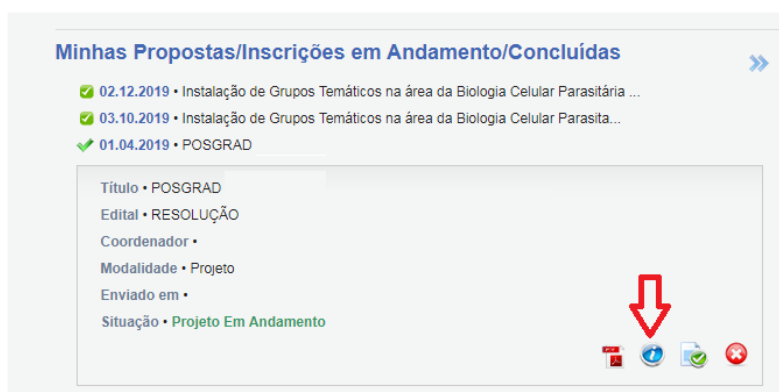 Minhas Propostas/Inscrições em Andamento/Concluídas
02.12.2019 • Instalação de Grupos Temáticos na área da Biologia Celular Parasitária ...
03.10.2019 • Instalação de Grupos Temáticos na área da Biologia Celular Parasita...
01.04.2019 • POSGRAD
Título • POSGRAD
Edital • RESOLUÇÃO
Coordenador •
Modalidade • Projeto
Enviado em •
Situação • Projeto Em Andamento